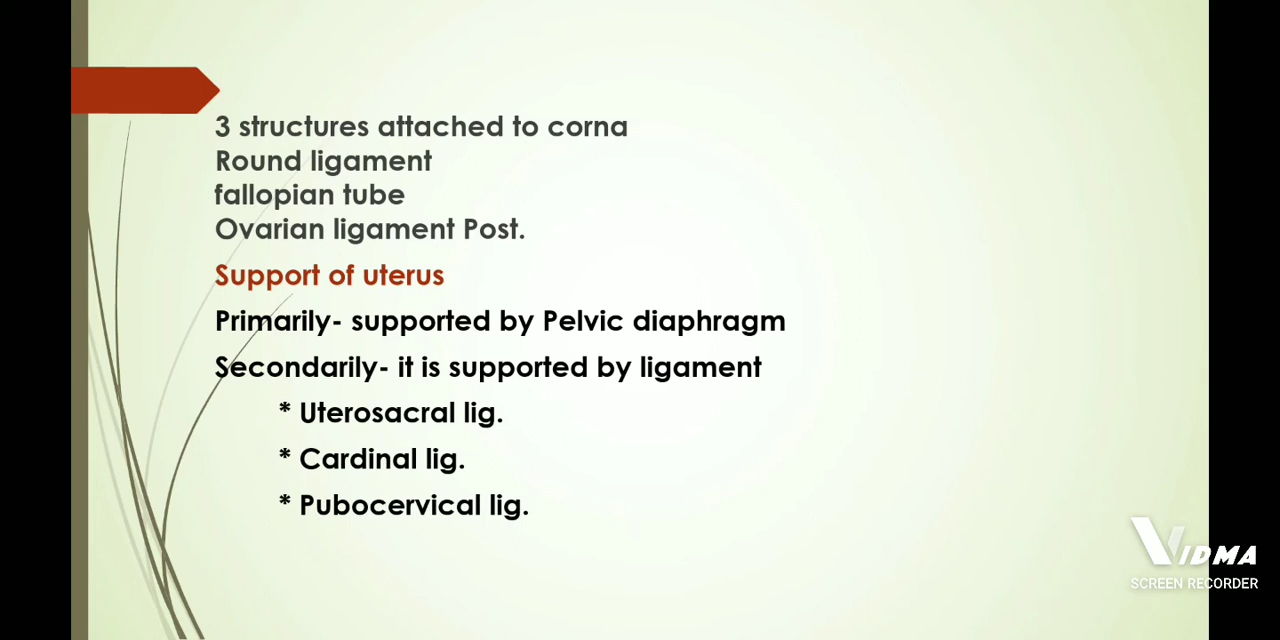 3 structures attached to corna
Round ligament
fallopian tube
Ovarian ligament Post.
Support of uterus
Primarily- supported by Pelvic diaphragm
Secondarily- it is supported by ligament
* Uterosacral lig.
* Cardinal lig.
* Pubocervical lig.
VIDMA
SCREEN RECORDER